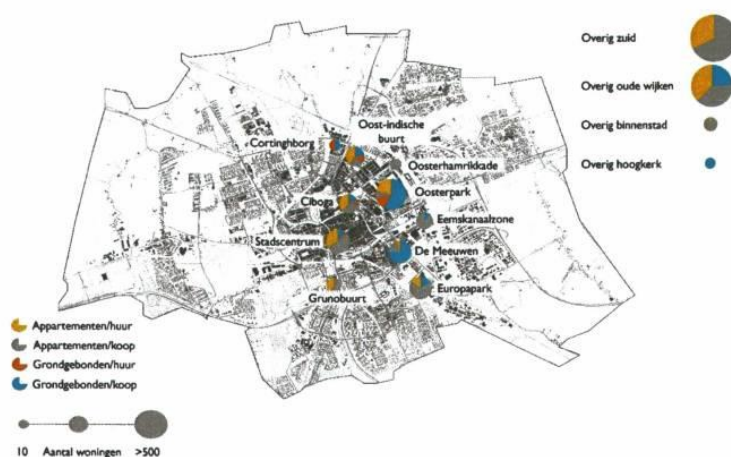 Overig zuid
Overig oude wijken
Overig binnenstad
Overig hoogkerk
Oost-indische
buurt
Cortinghborg
Oosterhamrikkade
Oosterpark
Ciboga
Eemskanaalzone
Stadscentrum
De Meeuwen
Europapark
Grunobuurt
Appartementen/huur
Appartementen/koop
Grondgebonden/huur
Grondgebonden/koop
10 Aantal woningen >500